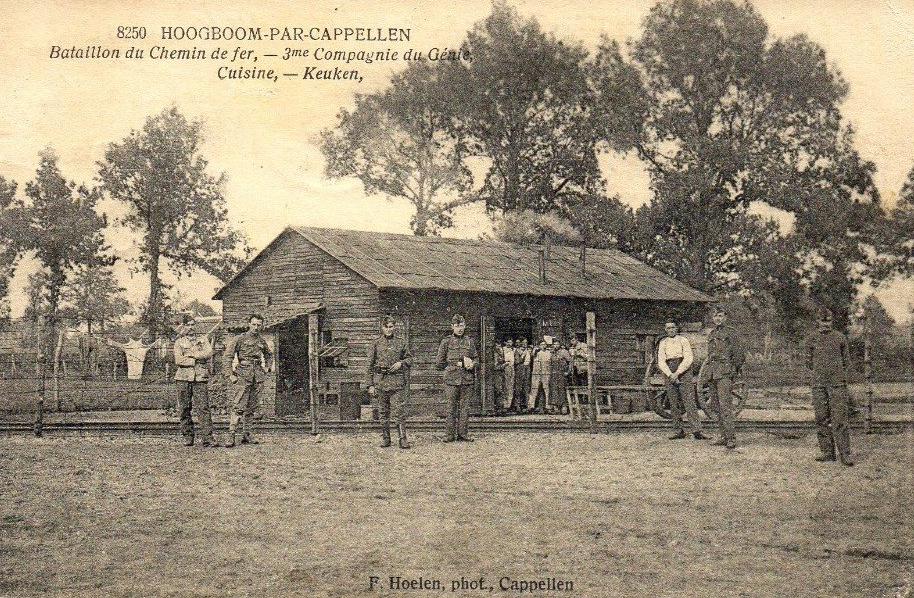 8250 HOOGBOOM-PAR-CAPPELLEN
Bataillon du Chemin de fer, — 3me Compagnie du Génie,
Cuisine, — Keuken,
F. Hoelen, phot., Cappellen